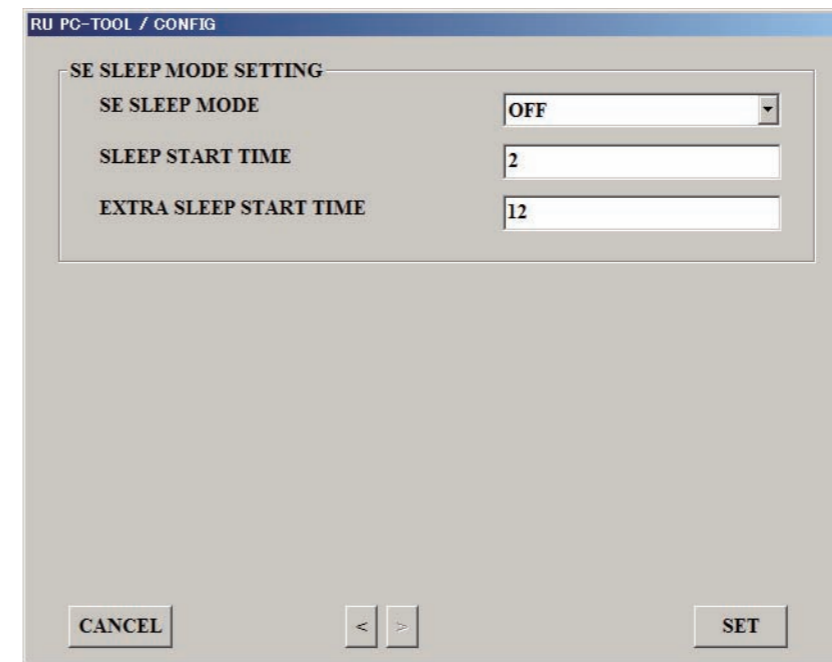 RU PC-TOOL / CONFIG
SE SLEEP MODE SETTING
SE SLEEP MODE OFF
SLEEP START TIME 2
EXTRA SLEEP START TIME 12
CANCEL < > SET